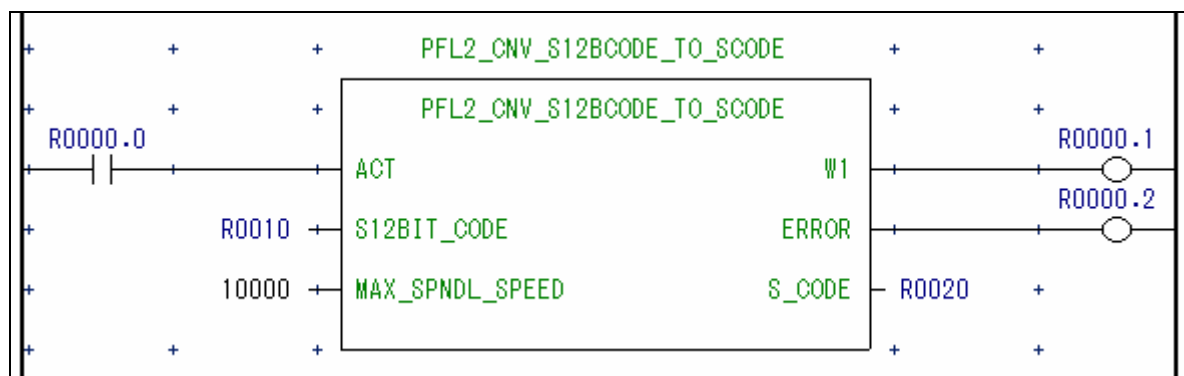 PFL2_CNV_S12BCODE_TO_SCODE
PFL2_CNV_S12BCODE_TO_SCODE
R0000.0 R0000.1
ACT W1
R0000.2
R0010 S12BIT_CODE ERROR
10000 MAX_SPNDL_SPEED S_CODE R0020